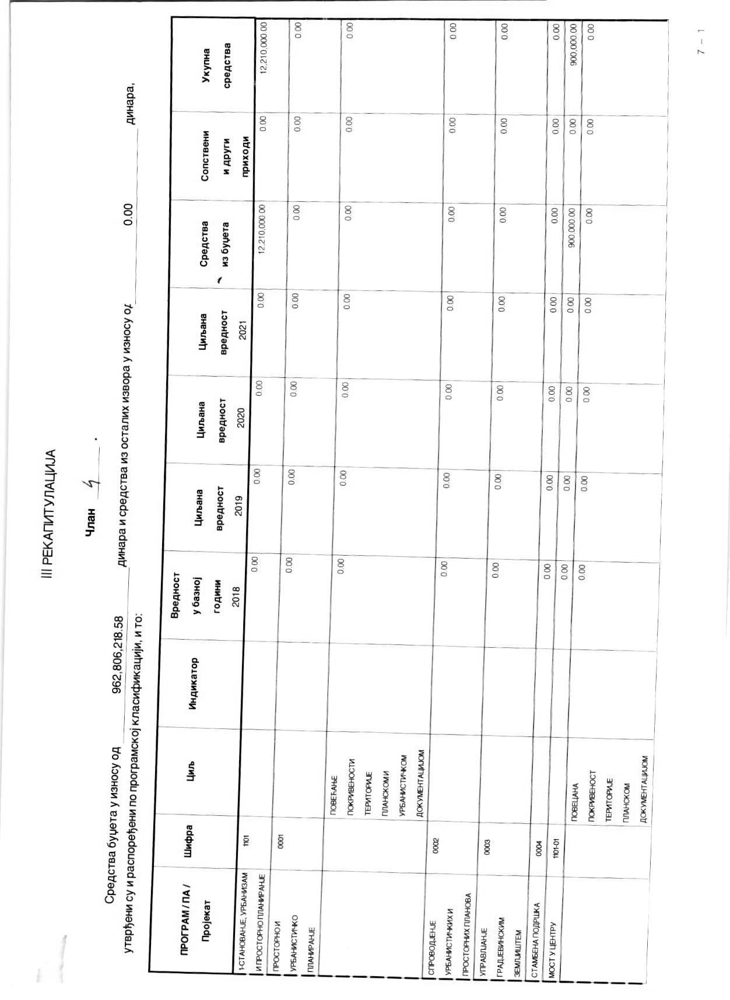 III РЕКАПИТУЛАЦИЈА
Члан 4 .
Средства буџета у износу од 962,806,218.58 динара и средства из осталих извора у износу од 0.00 динара,
утврђени су и распоређени по програмској класификацији, и то:
ПРОГРАМ / ПА / Пројекат
Шифра
Циљ
Индикатор
Вредност у базној години 2018
Циљана вредност 2019
Циљана вредност 2020
Циљана вредност 2021
Средства из буџета
Сопствени и други приходи
Укупна средства
1-СТАНОВАЊЕ, УРБАНИЗАМ 1101 0.00 0.00 0.00 0.00 12,210,000.00 0.00 12,210,000.00
И ПРОСТОРНО ПЛАНИРАЊЕ
ПРОСТОРНО И 0001 0.00 0.00 0.00 0.00 0.00 0.00 0.00
УРБАНИСТИЧКО
ПЛАНИРАЊЕ
ПОВЕЋАЊЕ 0.00 0.00 0.00 0.00 0.00 0.00 0.00
ПОКРИВЕНОСТИ
ТЕРИТОРИЈЕ
ПЛАНСКОМ И
УРБАНИСТИЧКОМ
ДОКУМЕНТАЦИЈОМ
СПРОВОДЈЕЊЕ 0002 0.00 0.00 0.00 0.00 0.00 0.00 0.00
УРБАНИСТИЧКИХ И
ПРОСТОРНИХ ПЛАНОВА
УПРАВЉАЊЕ 0003 0.00 0.00 0.00 0.00 0.00 0.00 0.00
ГРАДЈЕВИНСКИМ
ЗЕМЉИШТЕМ
СТАМБЕНА ПОДРШКА 0004 0.00 0.00 0.00 0.00 0.00 0.00 0.00
МОСТ У ЦЕНТРУ 1101-01 0.00 0.00 0.00 0.00 900,000.00 0.00 900,000.00
ПОВЕЦАНА 0.00 0.00 0.00 0.00 0.00 0.00 0.00
ПОКРИВЕНОСТ
ТЕРИТОРИЈЕ
ПЛАНСКОМ
ДОКУМЕНТАЦИЈОМ
7 – 1